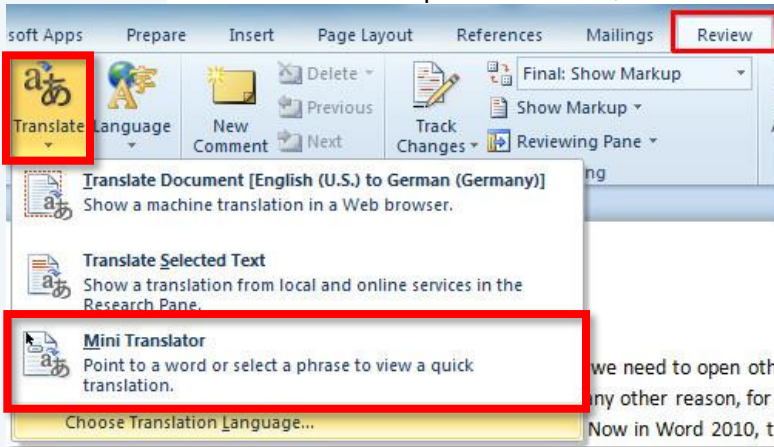 soft Apps Prepare Insert Page Layout References Mailings Review
Translate Language New Comment Delete Previous Next Track Changes Final: Show Markup Show Markup Reviewing Pane
ng
Translate Document [English (U.S.) to German (Germany)]
Show a machine translation in a Web browser.
Translate Selected Text
Show a translation from local and online services in the
Research Pane.
Mini Translator
Point to a word or select a phrase to view a quick
translation.
Choose Translation Language...
we need to open oth
any other reason, for
Now in Word 2010, t